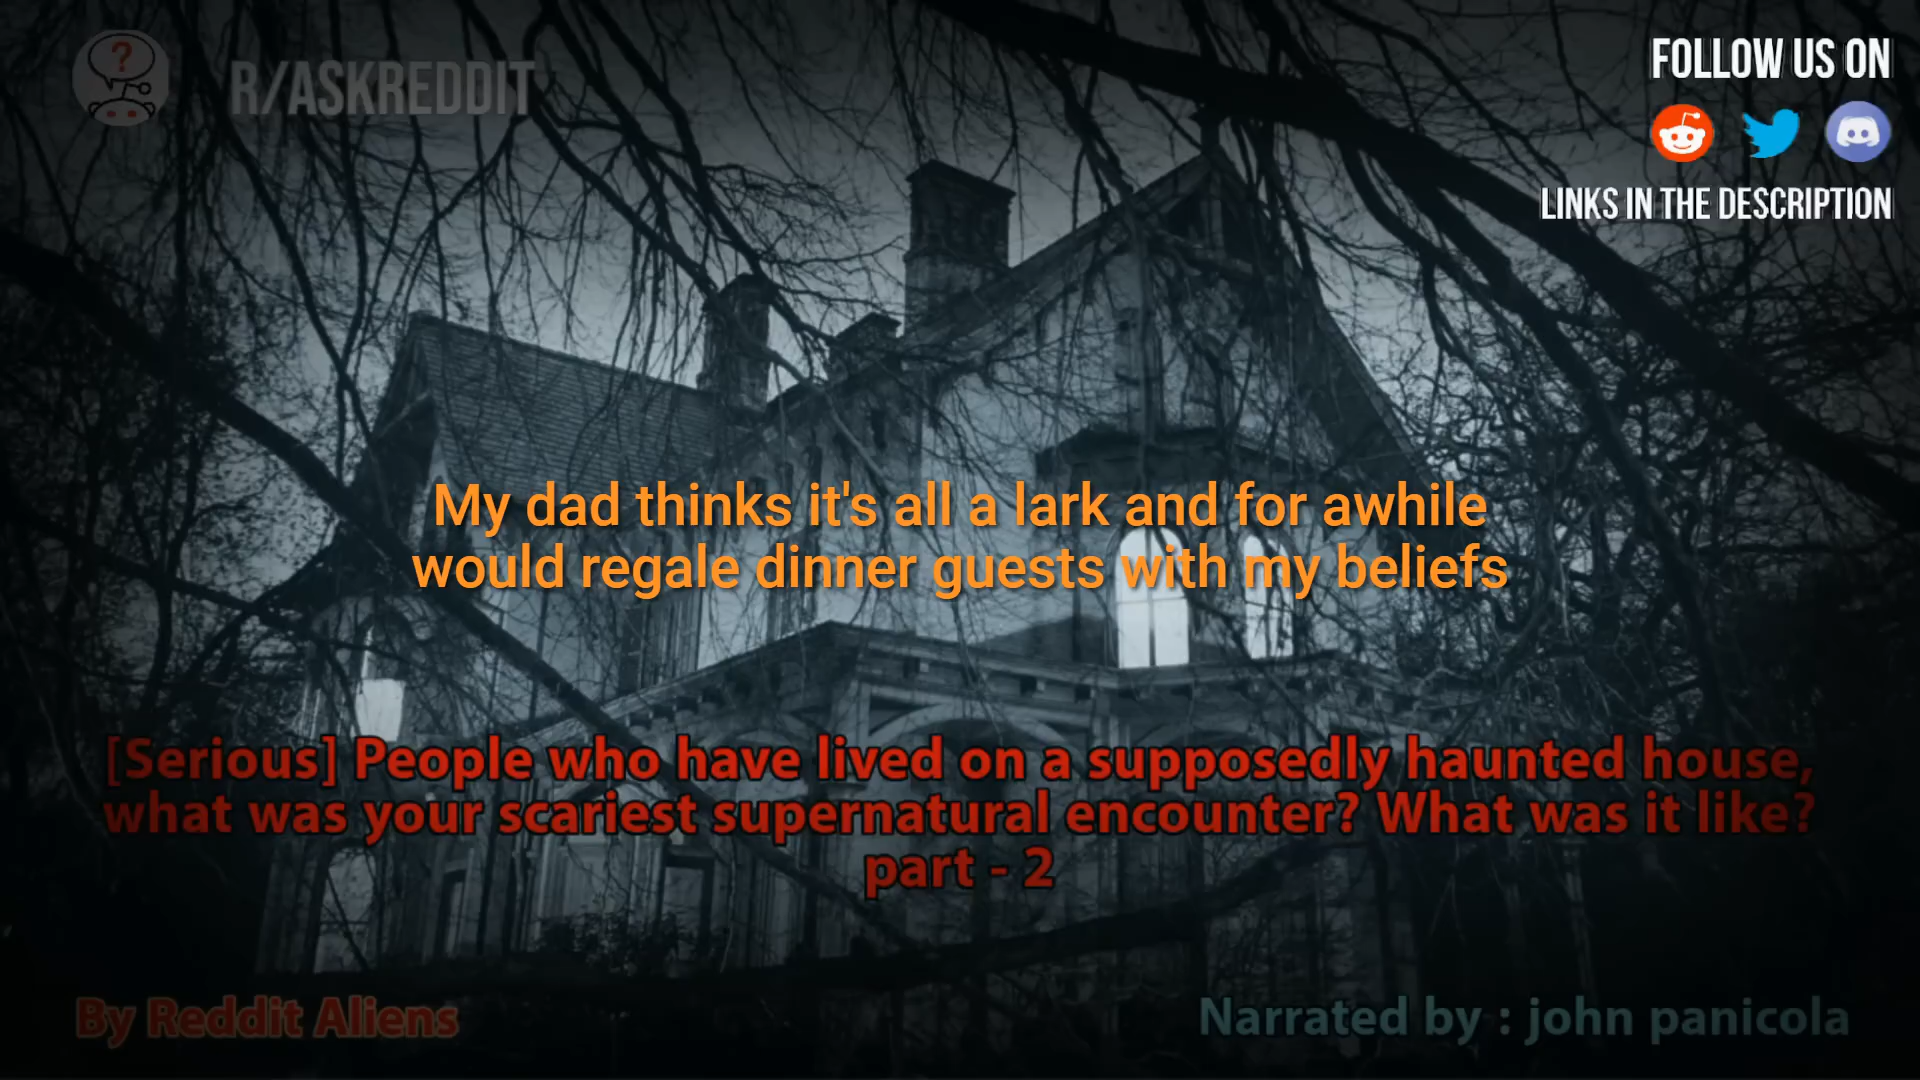 R/ASKREDDIT
FOLLOW US ON
LINKS IN THE DESCRIPTION
My dad thinks it's all a lark and for awhile
would regale dinner guests with my beliefs
[Serious] People who have lived on a supposedly haunted house,
what was your scariest supernatural encounter? What was it like?
part - 2
By Reddit Aliens
Narrated by : john panicola